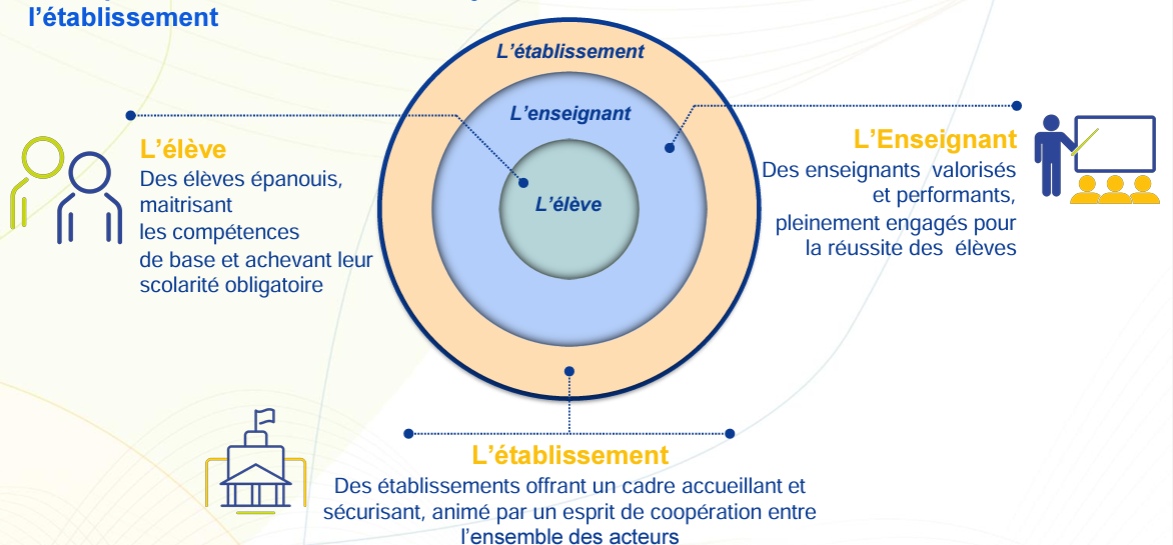 l’établissement
L’établissement
L’enseignant
L’élève
L’élève
Des élèves épanouis,
maitrisant
les compétences
de base et achevant leur
scolarité obligatoire
L’Enseignant
Des enseignants valorisés
et performants,
pleinement engagés pour
la réussite des élèves
L’établissement
Des établissements offrant un cadre accueillant et
sécurisant, animé par un esprit de coopération entre
l’ensemble des acteurs